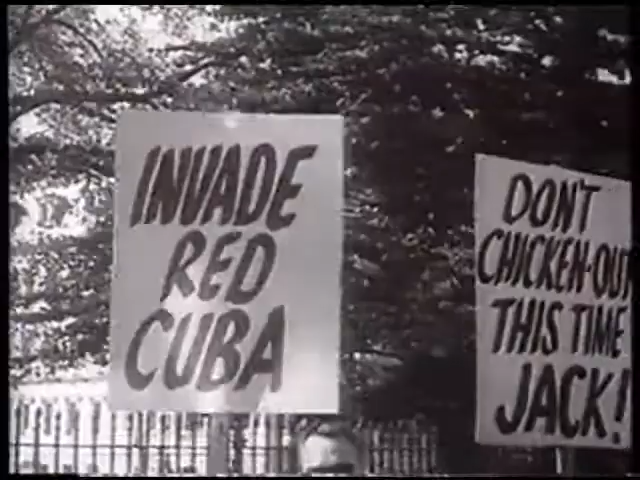 INVADE
RED
CUBA
DON'T
CHICKEN-OUT
THIS TIME
JACK!